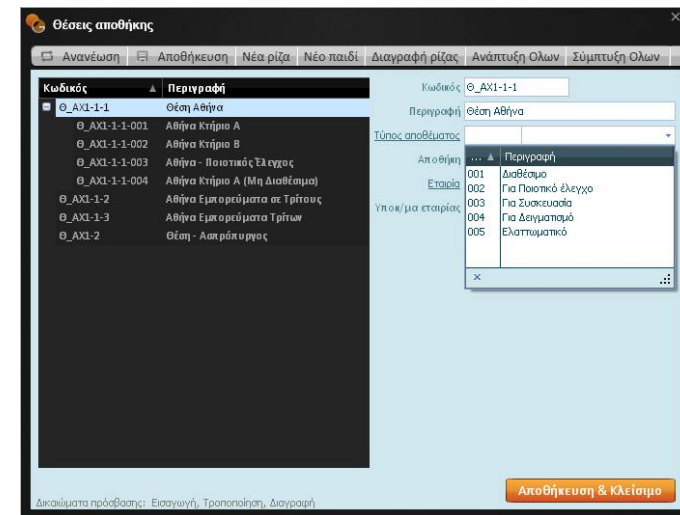 Θέσεις αποθήκης
Ανανέωση Αποθήκευση Νέα ρίζα Νέο παιδί Διαγραφή ρίζας Ανάπτυξη Ολων Σύμπτυξη Ολων
Κωδικός Περιγραφή
Θ_ΑΧ1-1-1 Θέση Αθήνα
Θ_ΑΧ1-1-1-001 Αθήνα Κτήριο Α
Θ_ΑΧ1-1-1-002 Αθήνα Κτήριο Β
Θ_ΑΧ1-1-1-003 Αθήνα - Ποιοτικός Έλεγχος
Θ_ΑΧ1-1-1-004 Αθήνα Κτήριο Α (Μη Διαθέσιμα)
Θ_ΑΧ1-1-2 Αθήνα Εμπορεύματα σε Τρίτους
Θ_ΑΧ1-1-3 Αθήνα Εμπορεύματα Τρίτων
Θ_ΑΧ1-2 Θέση - Ασπρόπυργος
Κωδικός Θ_ΑΧ1-1-1
Περιγραφή Θέση Αθήνα
Τύπος αποθέματος
Αποθήκη
Εταιρία
Υποκ/μα εταιρίας
... Περιγραφή
001 Διαθέσιμο
002 Για Ποιοτικό έλεγχο
003 Για Συσκευασία
004 Για Δειγματισμό
005 Ελαττωματικό
Αποθήκευση & Κλείσιμο
Δικαιώματα πρόσβασης: Εισαγωγή, Τροποποίηση, Διαγραφή